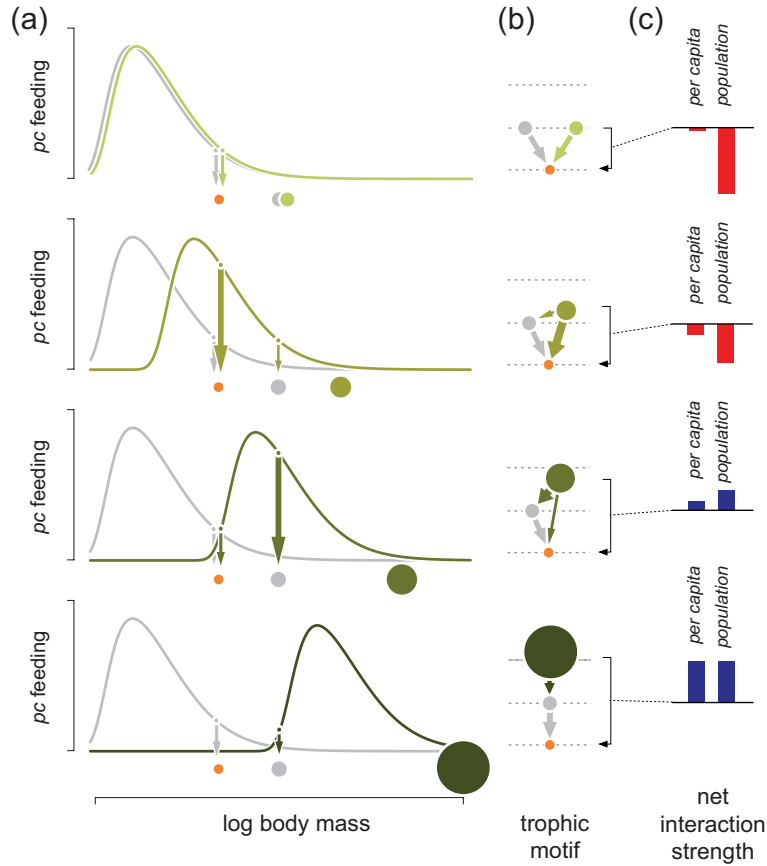 (a)
(b)
(c)
pc feeding
per capita
population
pc feeding
per capita
population
pc feeding
per capita
population
pc feeding
per capita
population
log body mass
trophic
motif
net
interaction
strength